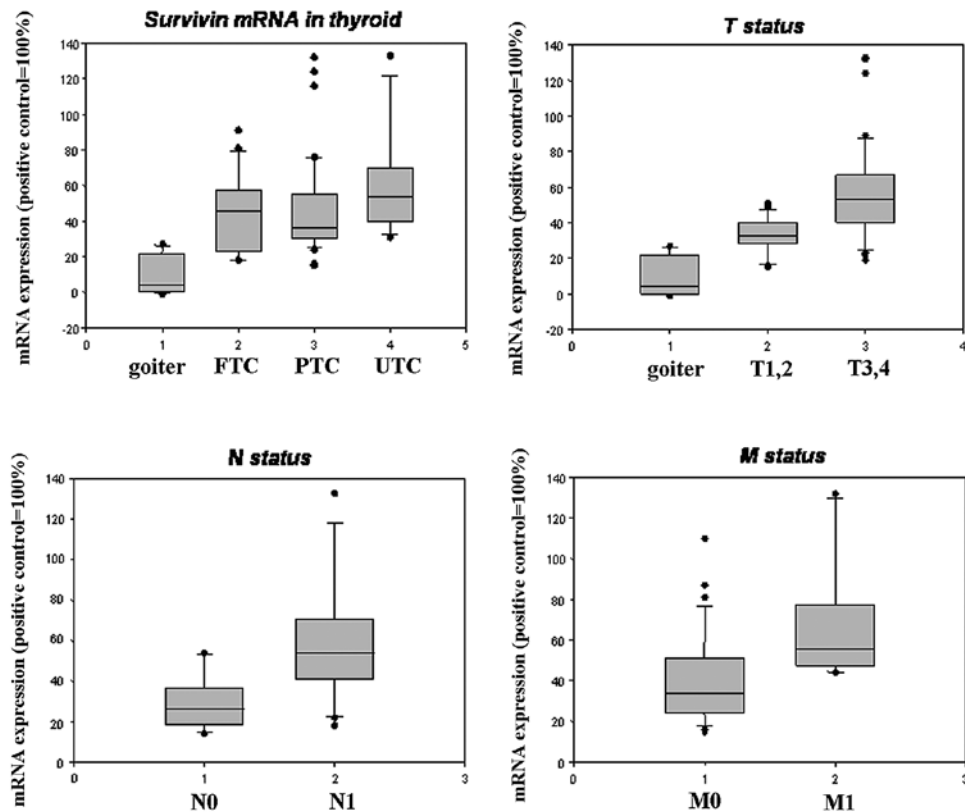 Survivin mRNA in thyroid
mRNA expression (positive control=100%)
140
120
100
80
60
40
20
0
-20
0 1 2 3 4 5
goiter FTC PTC UTC
T status
mRNA expression (positive control=100%)
140
120
100
80
60
40
20
0
-20
0 1 2 3 4
goiter T1,2 T3,4
N status
mRNA expression (positive control=100%)
140
120
100
80
60
40
20
0
0 1 2 3
N0 N1
M status
mRNA expression (positive control=100%)
140
120
100
80
60
40
20
0
0 1 2 3
M0 M1